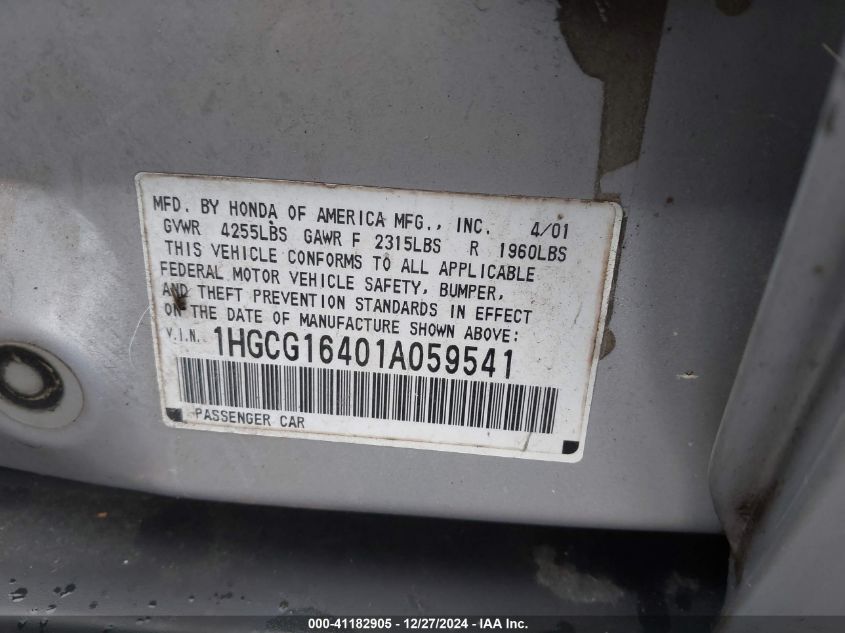 MFD. BY HONDA OF AMERICA MFG., INC. 4/01
GVWR 4255LBS GAWR F 2315LBS R 1960LBS
THIS VEHICLE CONFORMS TO ALL APPLICABLE
FEDERAL MOTOR VEHICLE SAFETY, BUMPER,
AND THEFT PREVENTION STANDARDS IN EFFECT
ON THE DATE OF MANUFACTURE SHOWN ABOVE:
V.I.N. 1HGCG16401A059541
PASSENGER CAR
000-41182905 - 12/27/2024 - IAA Inc.